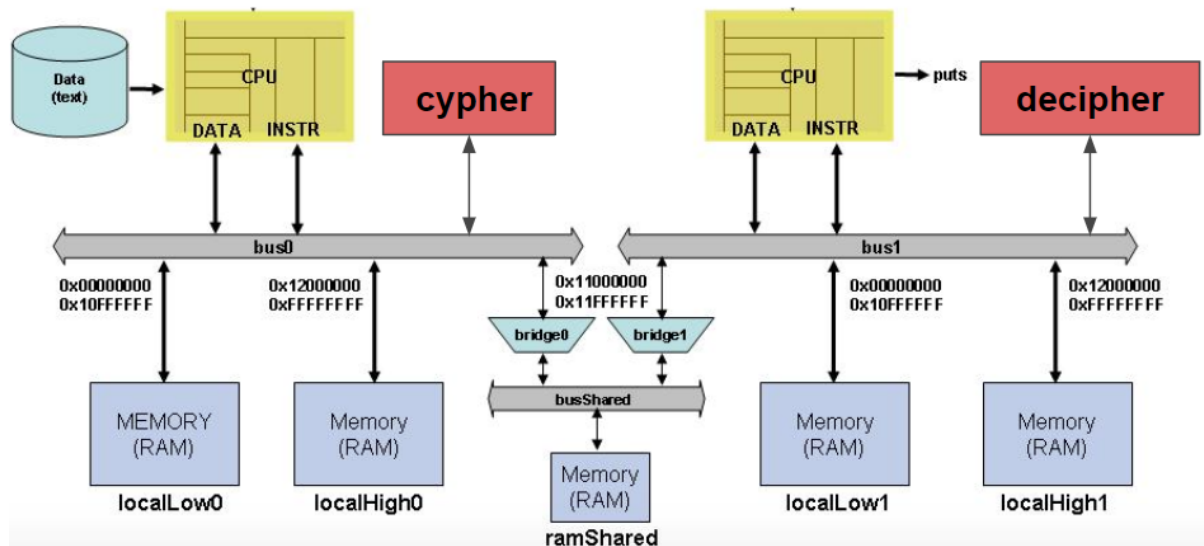 Data
(text)
CPU
DATA INSTR
cypher
CPU
DATA INSTR
puts
decipher
bus0
bus1
0x00000000
0x10FFFFFF
0x12000000
0xFFFFFFFF
0x11000000
0x11FFFFFF
0x00000000
0x10FFFFFF
0x12000000
0xFFFFFFFF
bridge0
bridge1
busShared
MEMORY
(RAM)
localLow0
Memory
(RAM)
localHigh0
Memory
(RAM)
ramShared
Memory
(RAM)
localLow1
Memory
(RAM)
localHigh1